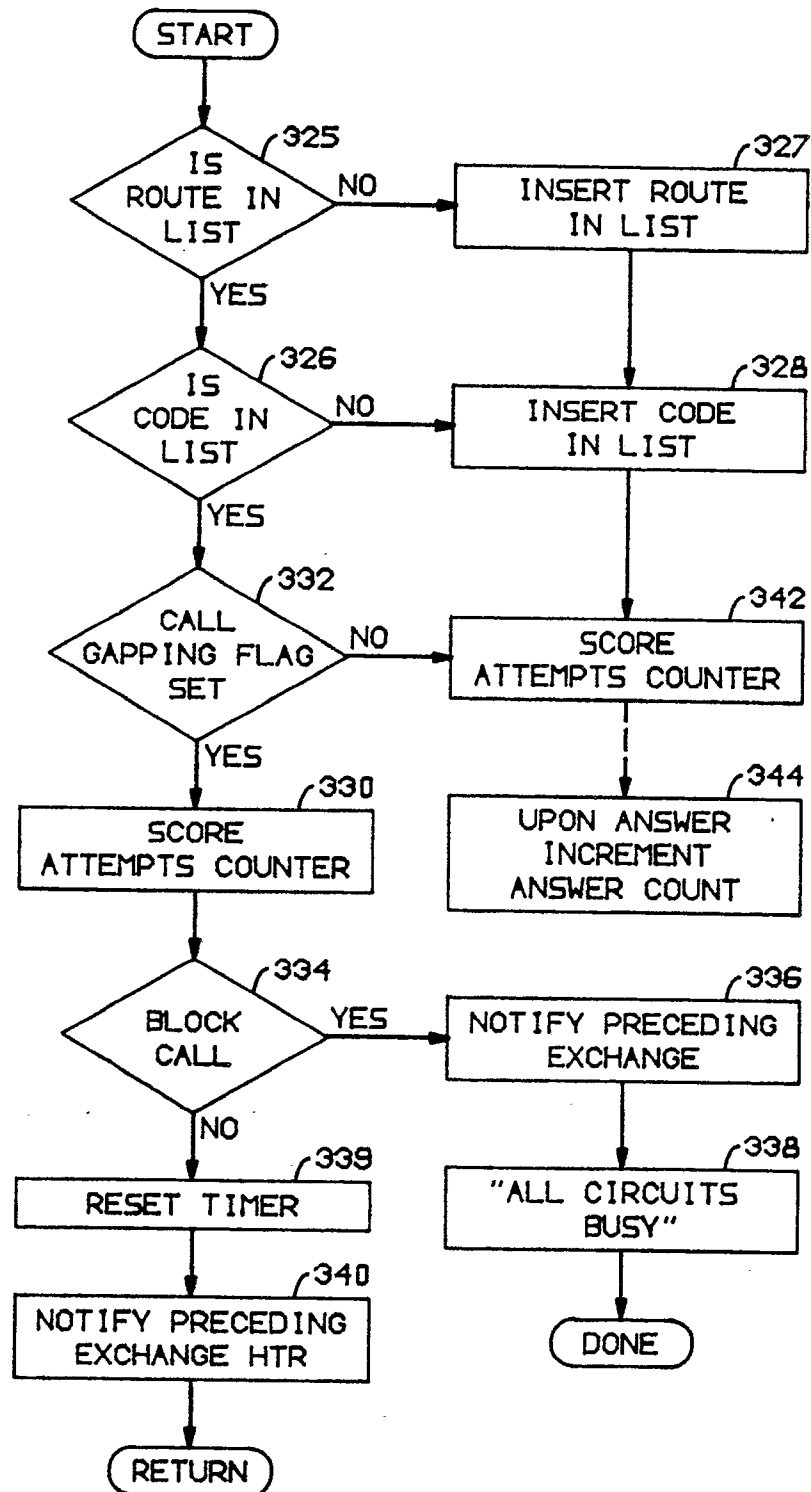 START
325
IS
ROUTE IN
LIST
NO
327
INSERT ROUTE
IN LIST
YES
326
IS
CODE IN
LIST
NO
328
INSERT CODE
IN LIST
YES
332
CALL
GAPPING FLAG
SET
NO
342
SCORE
ATTEMPTS COUNTER
YES
330
SCORE
ATTEMPTS COUNTER
344
UPON ANSWER
INCREMENT
ANSWER COUNT
334
BLOCK
CALL
YES
336
NOTIFY PRECEDING
EXCHANGE
NO
339
RESET TIMER
338
"ALL CIRCUITS
BUSY"
340
NOTIFY PRECEDING
EXCHANGE HTR
DONE
RETURN